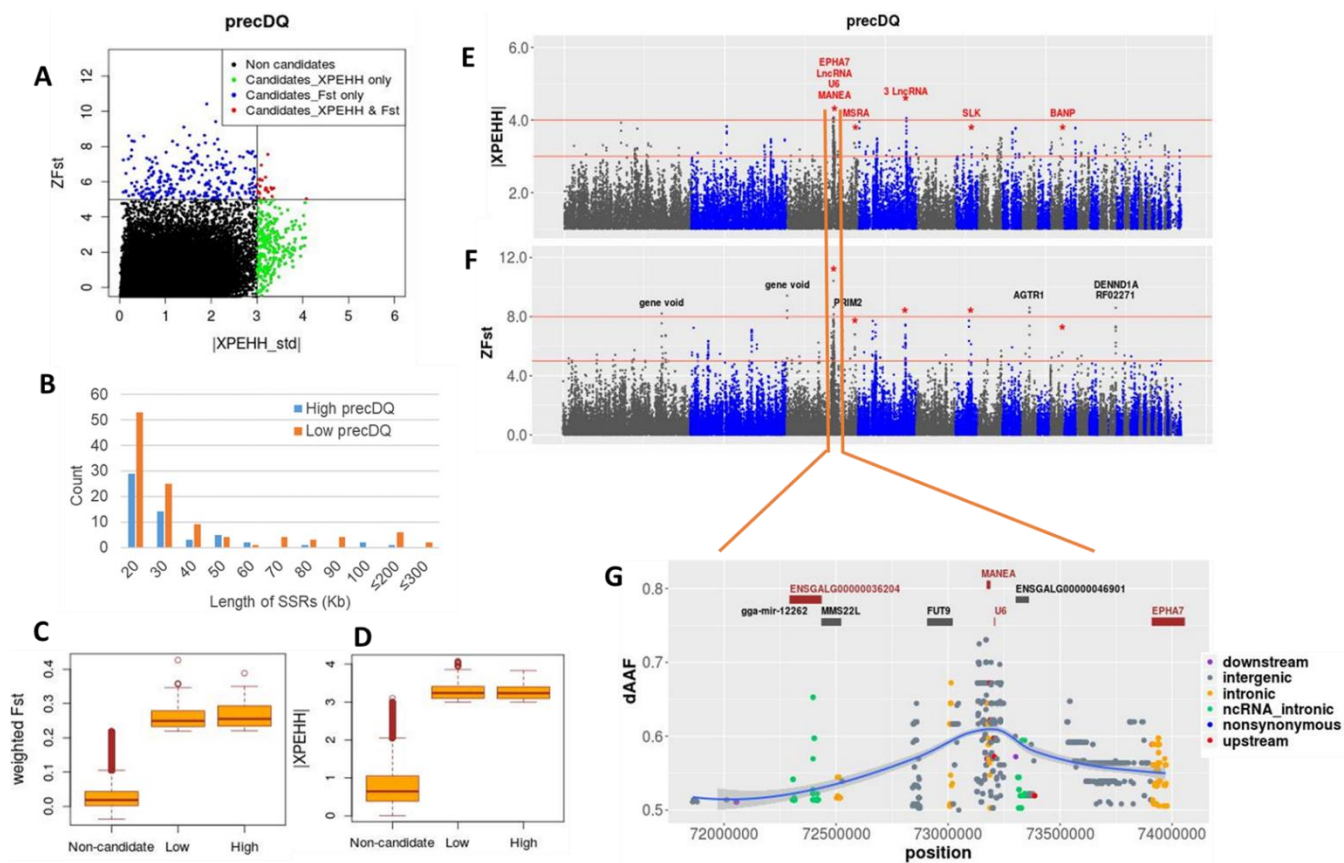 precDQ
A
Non candidates
Candidates_XPEHH only
Candidates_Fst only
Candidates_XPEHH & Fst
ZFst
12
10
8
6
4
2
0
0 1 2 3 4 5 6
|XPEHH_std|
B
60
50
40
30
20
10
0
Count
High precDQ
Low precDQ
20 30 40 50 60 70 80 90 100 ≤200 ≤300
Length of SSRs (Kb)
C
weighted Fst
0.4
0.3
0.2
0.1
0.0
Non-candidate Low High
D
|XPEHH|
4
3
2
1
0
Non-candidate Low High
precDQ
E
|XPEHH|
6.0
4.0
2.0
EPHA7
LncRNA
U6
MANEA
MSRA
3 LncRNA
SLK
BANP
F
ZFst
12.0
8.0
4.0
0.0
gene void
gene void
PRIM2
AGTR1
DENND1A
RF02271
G
dAAF
0.8
0.7
0.6
0.5
MANEA
ENSGALG00000036204
ENSGALG00000046901
gga-mir-12262
MMS22L
FUT9
U6
EPHA7
72000000 72500000 73000000 73500000 74000000
position
downstream
intergenic
intronic
ncRNA_intronic
nonsynonymous
upstream